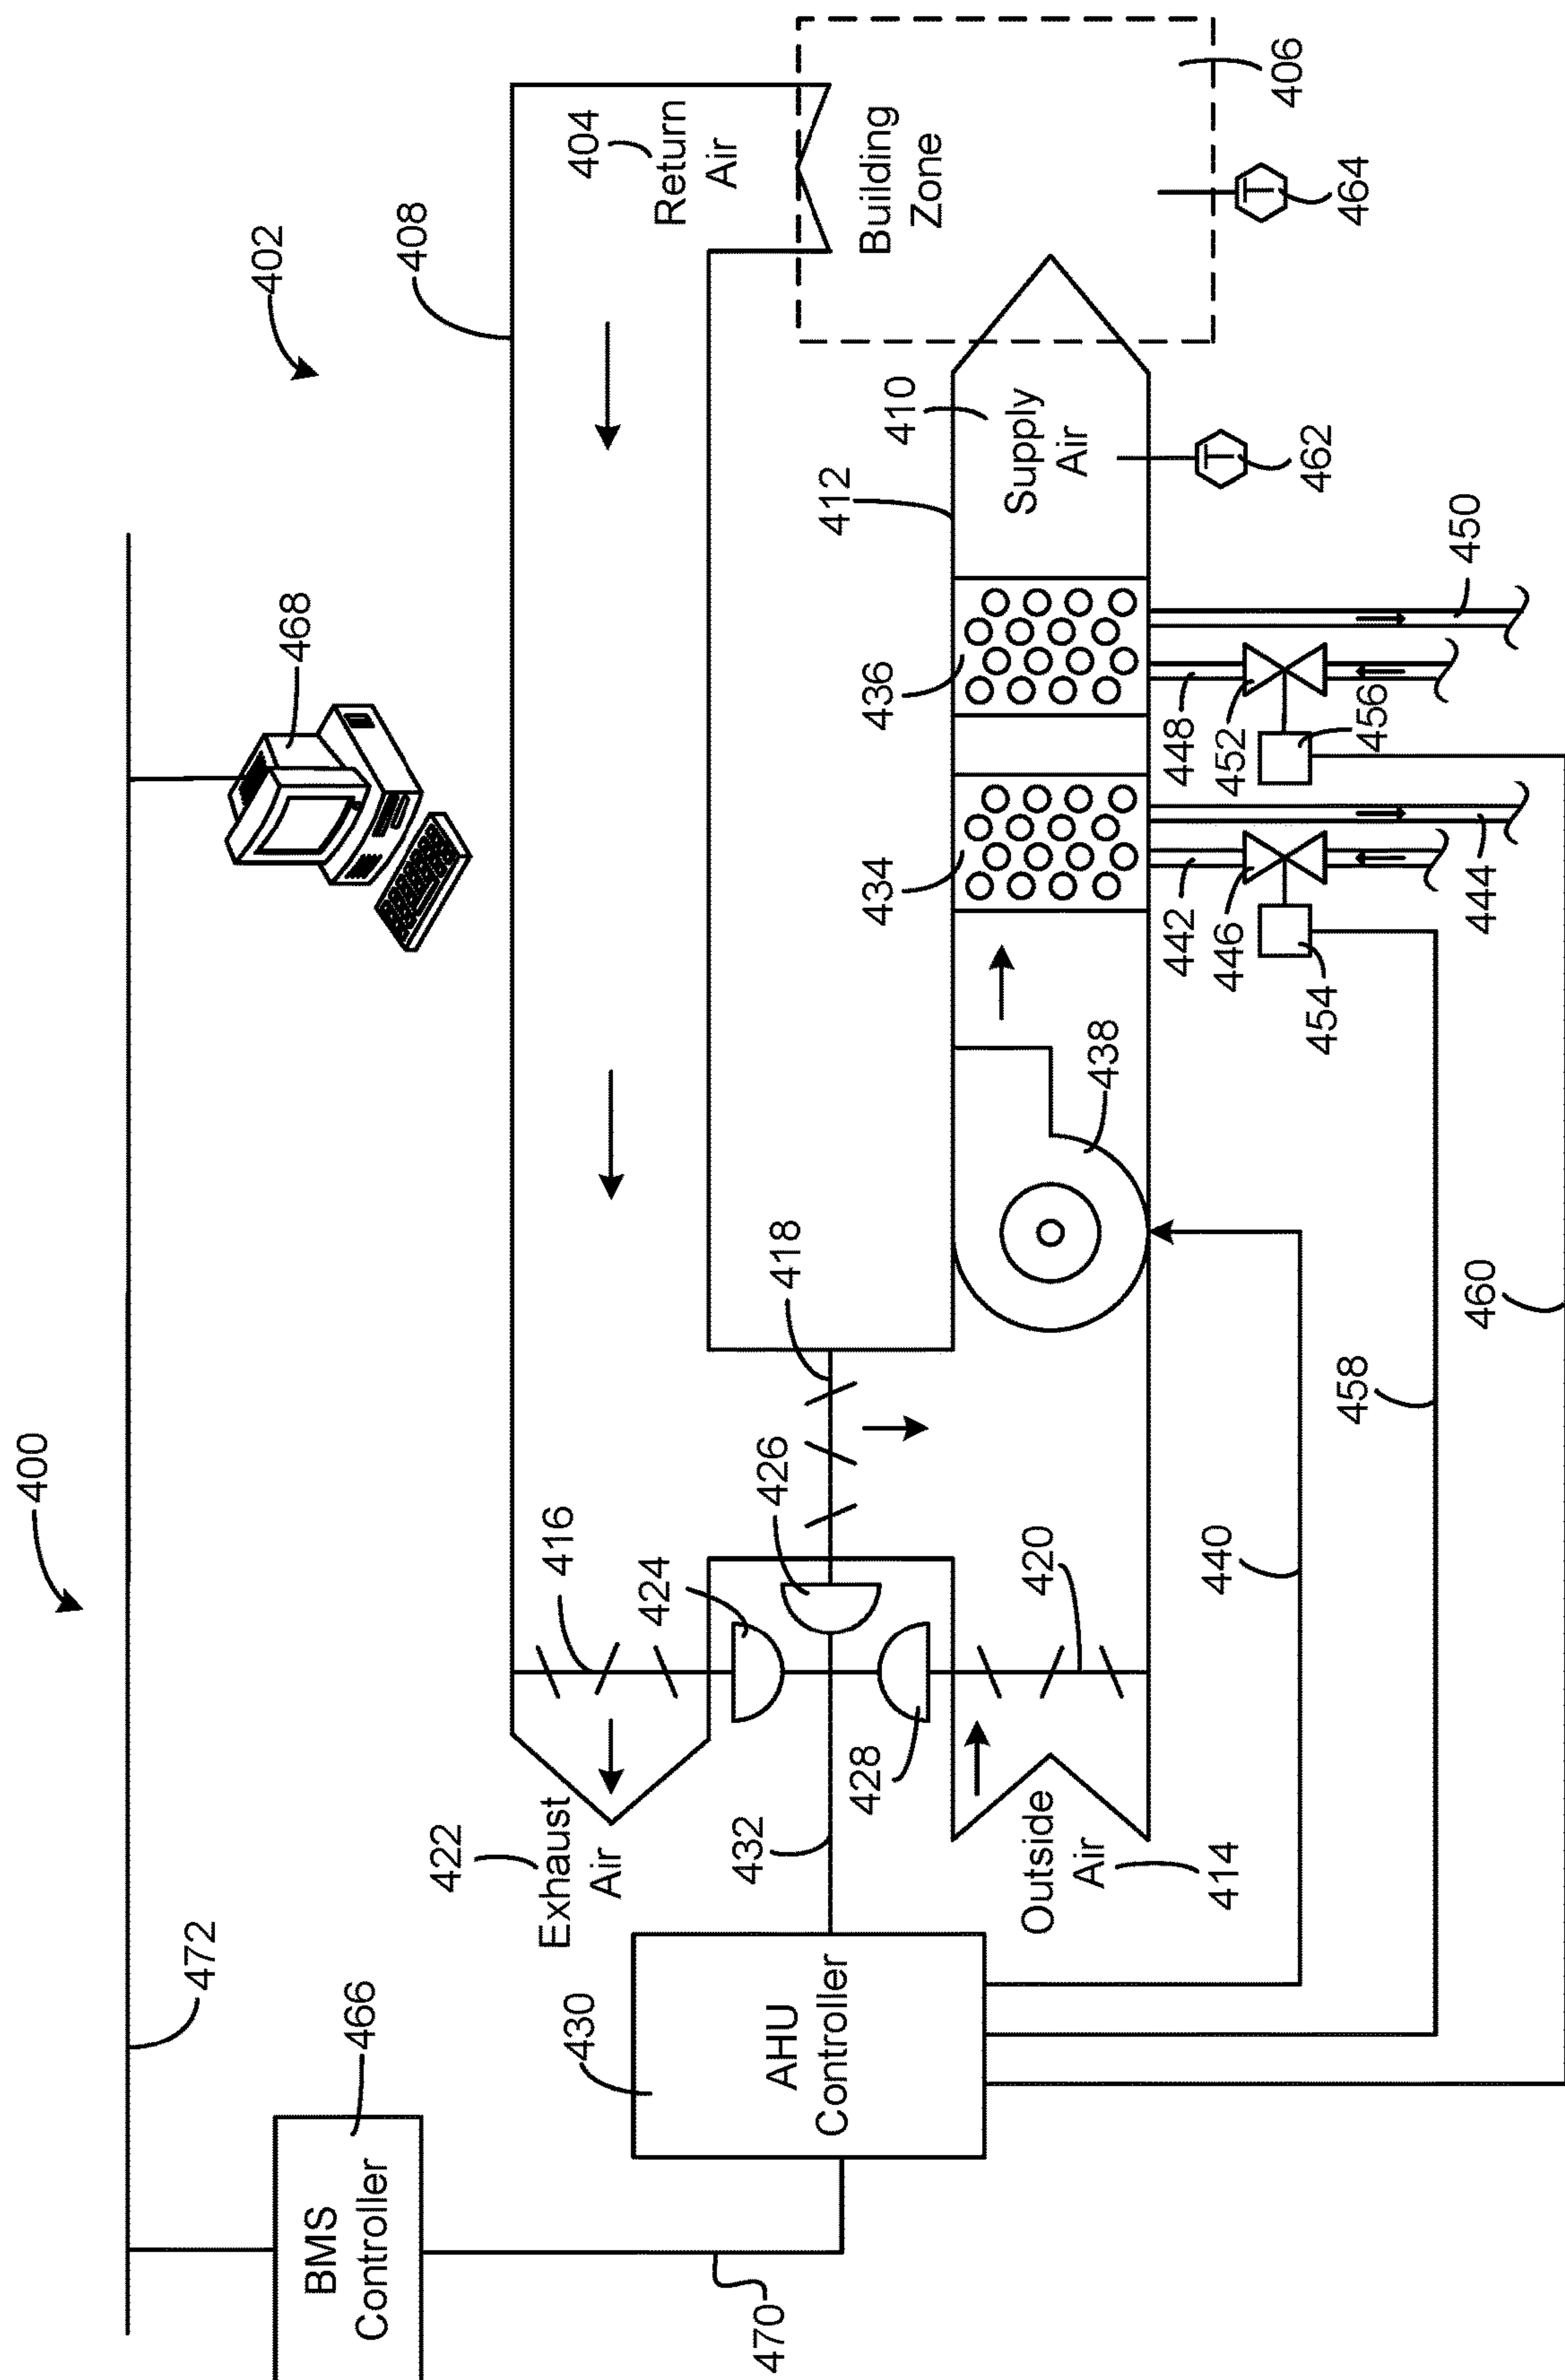 400
402
472
BMS
Controller
466
468
470
408
404
Return
Air
406
Building
Zone
464
422
Exhaust
Air
416
424
426
418
432
428
430
AHU
Controller
Outside
Air
414
420
438
434
436
412
410
Supply
Air
T
462
T
440
442
446
454
444
448
452
456
450
458
460